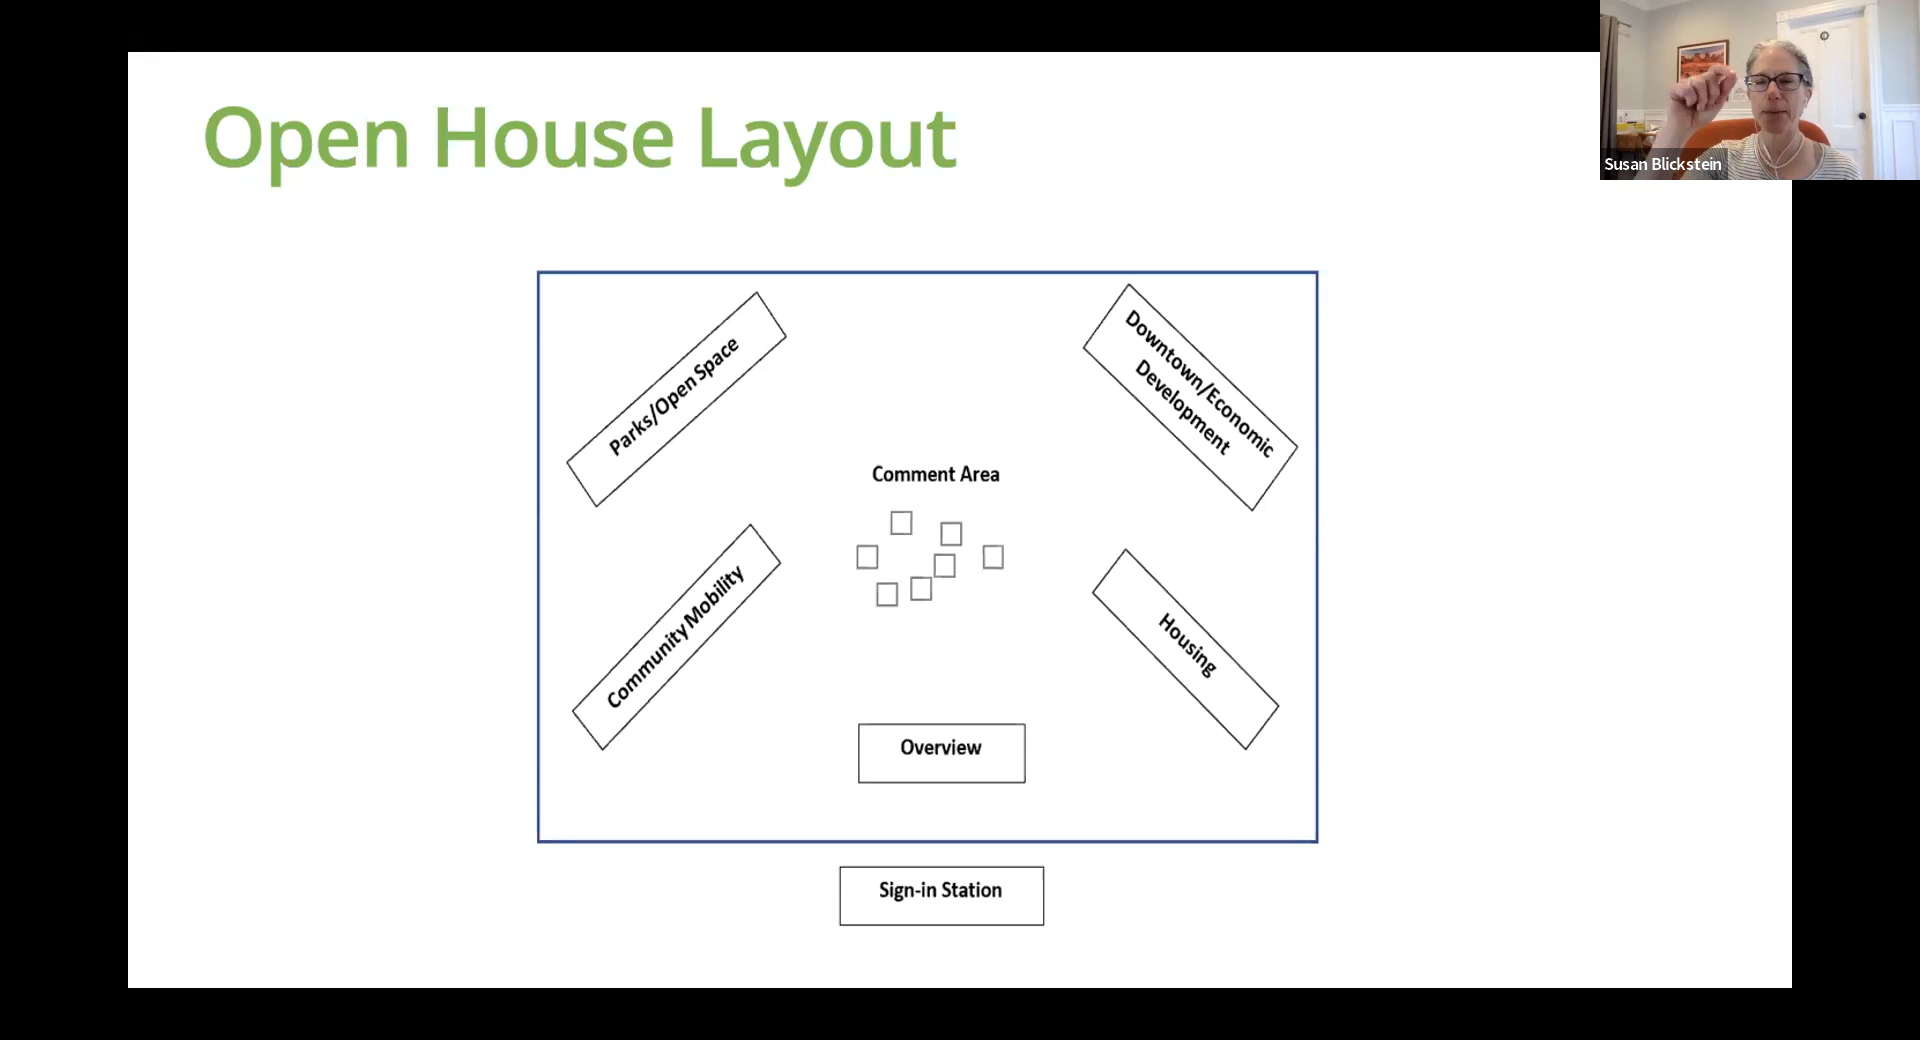 Open House Layout
Susan Blickstein
Parks/Open Space
Downtown/Economic
Development
Comment Area
Community Mobility
Housing
Overview
Sign-in Station